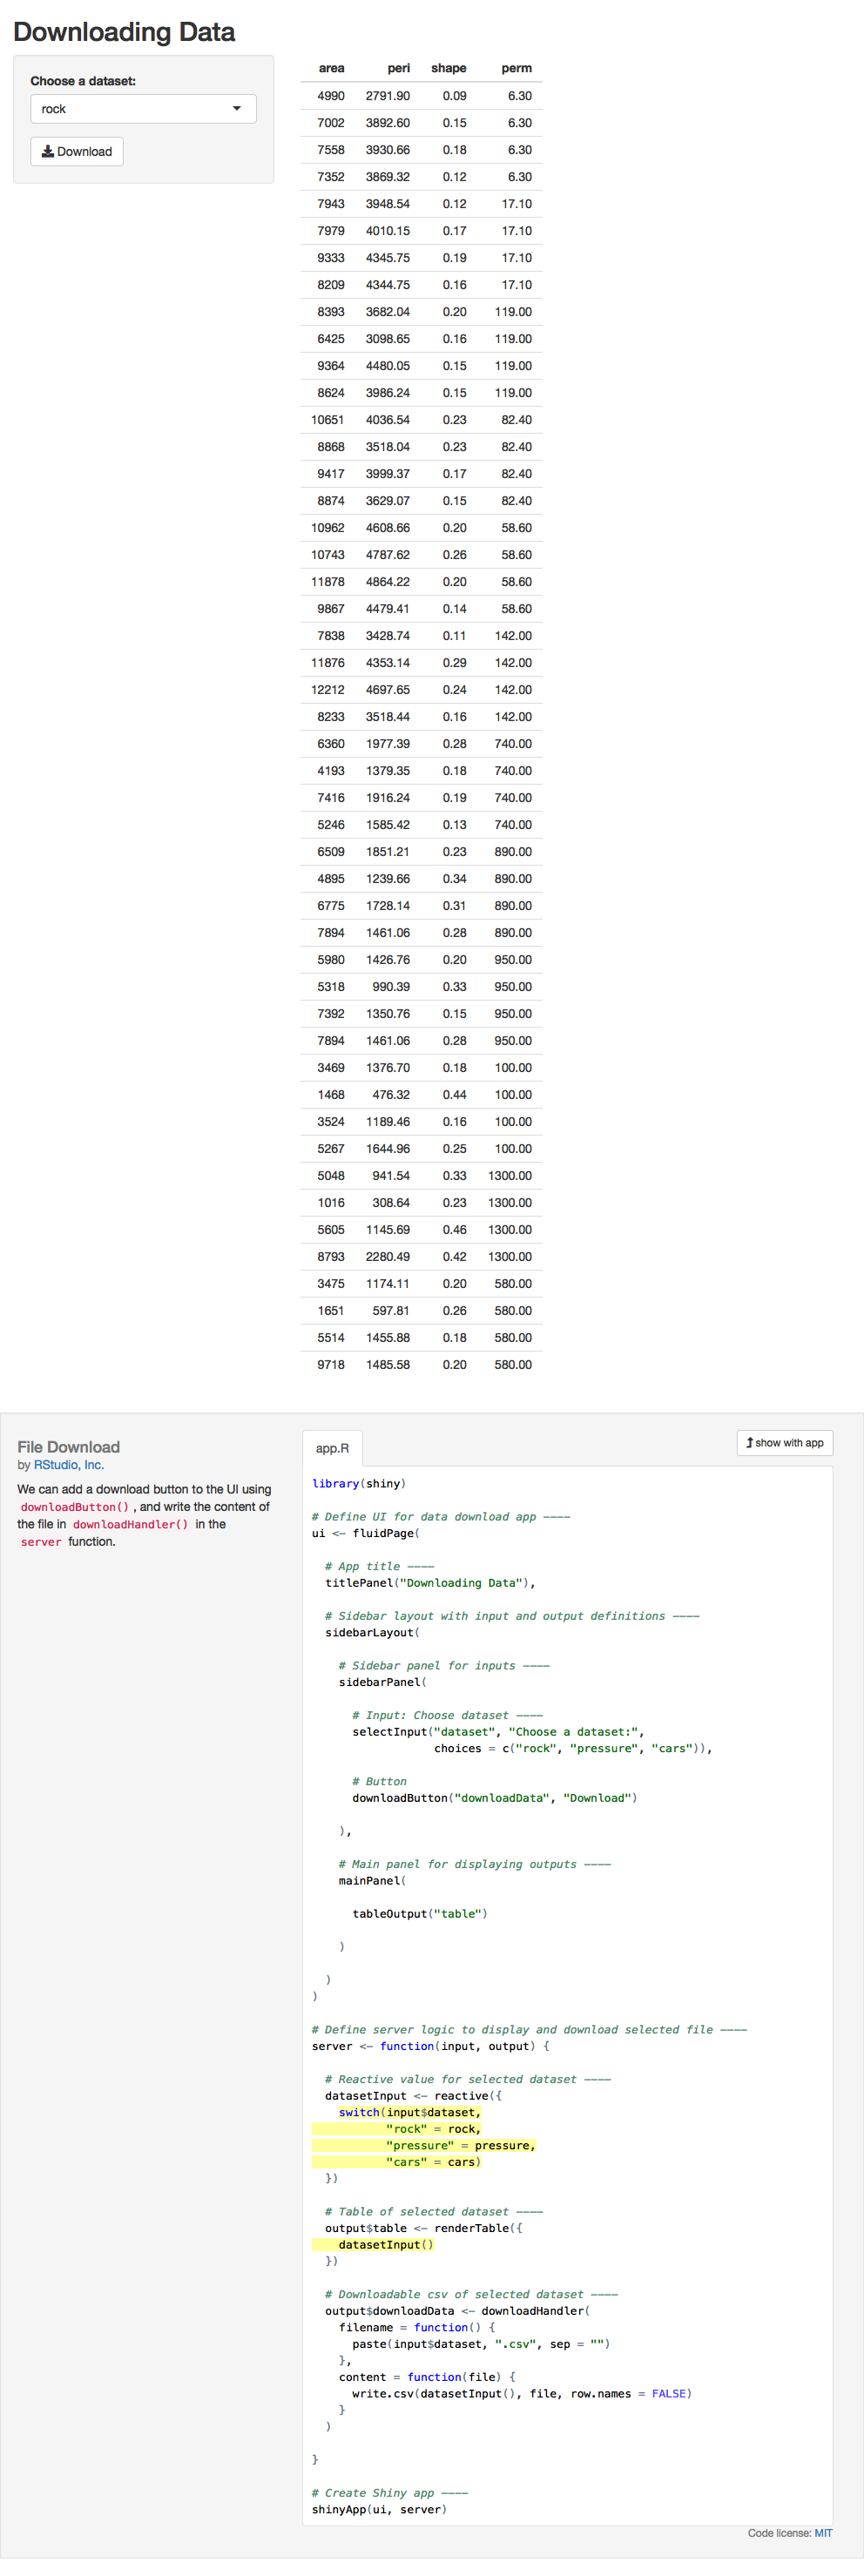 Downloading Data
Choose a dataset:
rock
Download
area peri shape perm
4990 2791.90 0.09 6.30
7002 3892.60 0.15 6.30
7558 3930.66 0.18 6.30
7352 3869.32 0.12 6.30
7943 3948.54 0.12 17.10
7979 4010.15 0.17 17.10
9333 4345.75 0.19 17.10
8209 4344.75 0.16 17.10
8393 3682.04 0.20 119.00
6425 3098.65 0.16 119.00
9364 4480.05 0.15 119.00
8624 3986.24 0.15 119.00
10651 4036.54 0.23 82.40
8868 3518.04 0.23 82.40
9417 3999.37 0.17 82.40
8874 3629.07 0.15 82.40
10962 4608.66 0.20 58.60
10743 4787.62 0.26 58.60
11878 4864.22 0.20 58.60
9867 4479.41 0.14 58.60
7838 3428.74 0.11 142.00
11876 4353.14 0.29 142.00
12212 4697.65 0.24 142.00
8233 3518.44 0.16 142.00
6360 1977.39 0.28 740.00
4193 1379.35 0.18 740.00
7416 1916.24 0.19 740.00
5246 1585.42 0.13 740.00
6509 1851.21 0.23 890.00
4895 1239.66 0.34 890.00
6775 1728.14 0.31 890.00
7894 1461.06 0.28 890.00
5980 1426.76 0.20 950.00
5318 990.39 0.33 950.00
7392 1350.76 0.15 950.00
7894 1461.06 0.28 950.00
3469 1376.70 0.18 100.00
1468 476.32 0.44 100.00
3524 1189.46 0.16 100.00
5267 1644.96 0.25 100.00
5048 941.54 0.33 1300.00
1016 308.64 0.23 1300.00
5605 1145.69 0.46 1300.00
8793 2280.49 0.42 1300.00
3475 1174.11 0.20 580.00
1651 597.81 0.26 580.00
5514 1455.88 0.18 580.00
9718 1485.58 0.20 580.00
File Download
by RStudio, Inc.
We can add a download button to the UI using
downloadButton() , and write the content of
the file in downloadHandler() in the
server function.
app.R
show with app
library(shiny)
# Define UI for data download app ----
ui <- fluidPage(
  # App title ----
  titlePanel("Downloading Data"),
  # Sidebar layout with input and output definitions ----
  sidebarLayout(
    # Sidebar panel for inputs ----
    sidebarPanel(
      # Input: Choose dataset ----
      selectInput("dataset", "Choose a dataset:",
                  choices = c("rock", "pressure", "cars")),
      # Button
      downloadButton("downloadData", "Download")
    ),
    # Main panel for displaying outputs ----
    mainPanel(
      tableOutput("table")
    )
  )
)
# Define server logic to display and download selected file ----
server <- function(input, output) {
  # Reactive value for selected dataset ----
  datasetInput <- reactive({
    switch(input$dataset,
           "rock" = rock,
           "pressure" = pressure,
           "cars" = cars)
  })
  # Table of selected dataset ----
  output$table <- renderTable({
    datasetInput()
  })
  # Downloadable csv of selected dataset ----
  output$downloadData <- downloadHandler(
    filename = function() {
      paste(input$dataset, ".csv", sep = "")
    },
    content = function(file) {
      write.csv(datasetInput(), file, row.names = FALSE)
    }
  )
}
# Create Shiny app ----
shinyApp(ui, server)
Code license: MIT